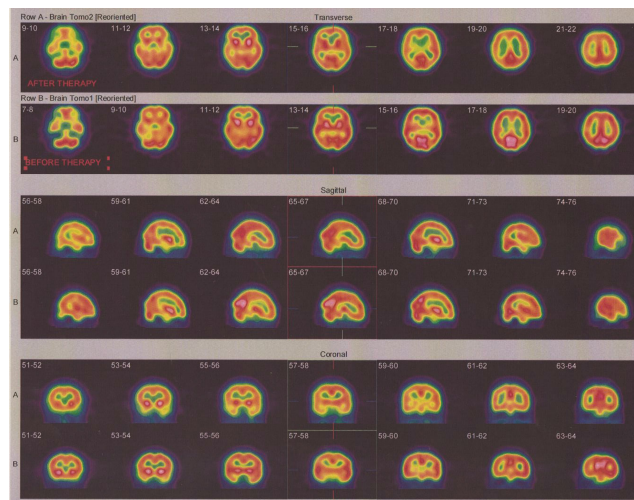 Row A - Brain Tomo2 [Reoriented] Transverse
9-10 11-12 13-14 15-16 17-18 19-20 21-22
A
AFTER THERAPY
Row B - Brain Tomo1 [Reoriented]
7-8 9-10 11-12 13-14 15-16 17-18 19-20
B
BEFORE THERAPY
Sagittal
56-58 59-61 62-64 65-67 68-70 71-73 74-76
A
56-58 59-61 62-64 65-67 68-70 71-73 74-76
B
Coronal
51-52 53-54 55-56 57-58 59-60 61-62 63-64
A
51-52 53-54 55-56 57-58 59-60 61-62 63-64
B